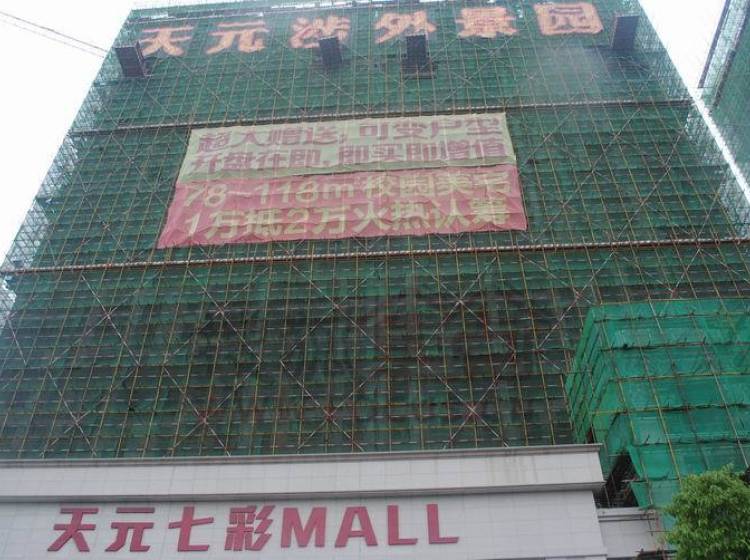 天元涉外景园
超大赠送，可变户型
开盘在即，即买即增值
78-118m²校园美宅
1万抵2万火热认筹
天元七彩MALL